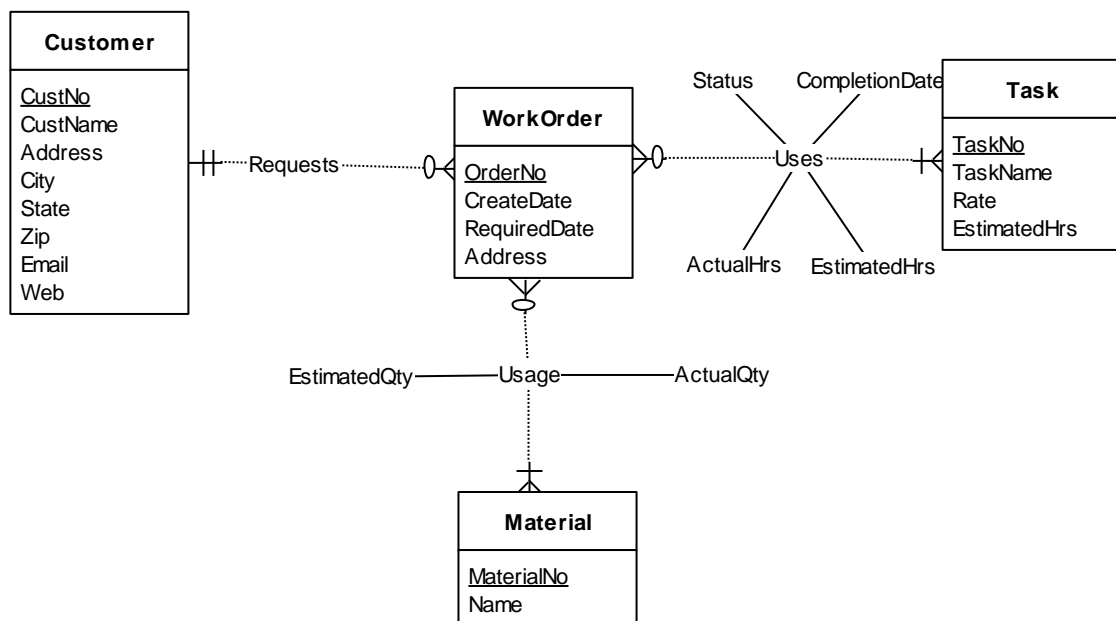 Customer
CustNo
CustName
Address
City
State
Zip
Email
Web
Requests
WorkOrder
OrderNo
CreateDate
RequiredDate
Address
Status
CompletionDate
Uses
ActualHrs
EstimatedHrs
Task
TaskNo
TaskName
Rate
EstimatedHrs
EstimatedQty
Usage
ActualQty
Material
MaterialNo
Name